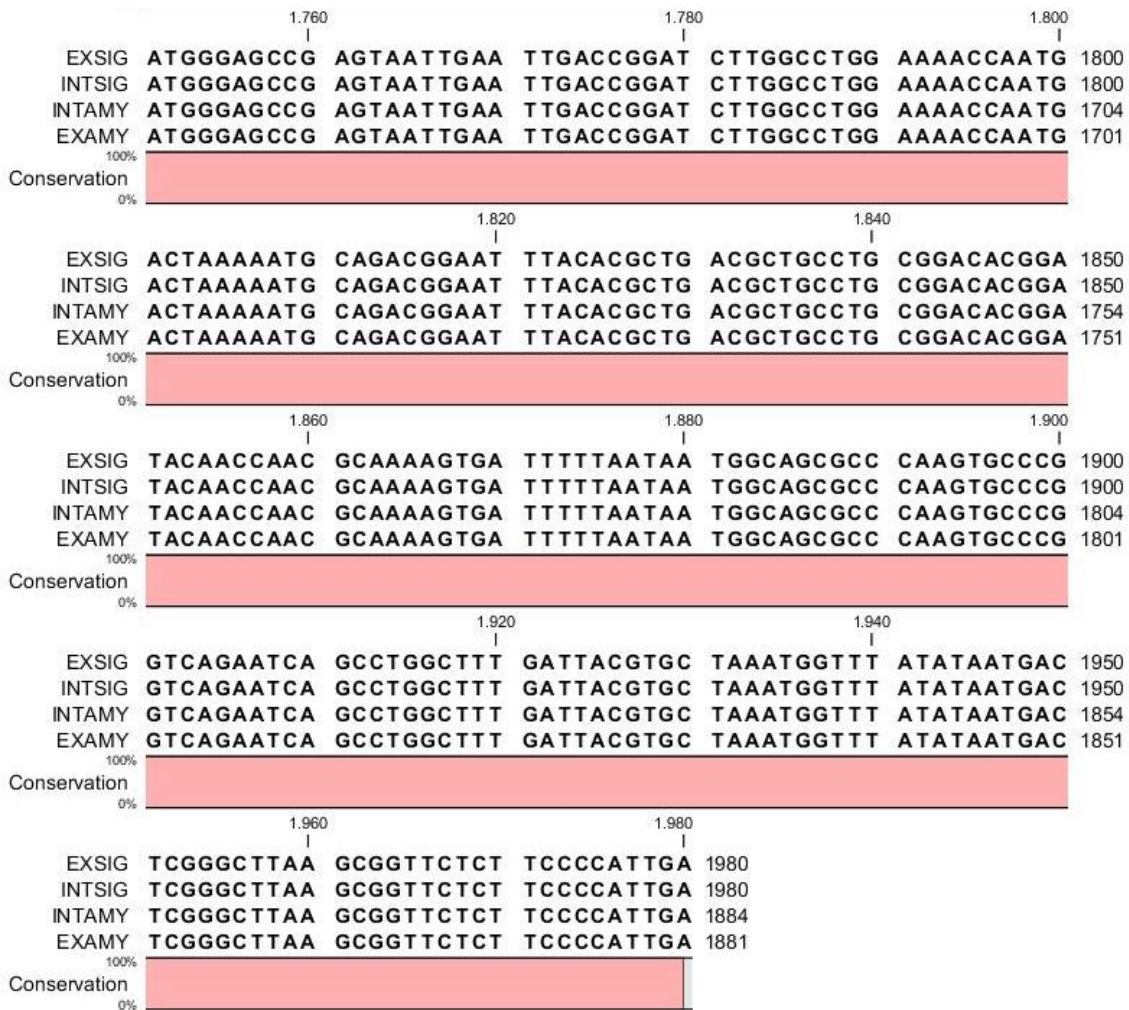 1.760 1.780 1.800
EXSIG ATGGGAGCCG AGTAATTGAA TTGACCGGAT CTTGGCCTGG AAAACCAATG 1800
INTSIG ATGGGAGCCG AGTAATTGAA TTGACCGGAT CTTGGCCTGG AAAACCAATG 1800
INTAMY ATGGGAGCCG AGTAATTGAA TTGACCGGAT CTTGGCCTGG AAAACCAATG 1704
EXAMY ATGGGAGCCG AGTAATTGAA TTGACCGGAT CTTGGCCTGG AAAACCAATG 1701
100%
Conservation
0%
1.820 1.840
EXSIG ACTAAAAATG CAGACGGAAT TTACACGCTG ACGCTGCCTG CGGACACGGA 1850
INTSIG ACTAAAAATG CAGACGGAAT TTACACGCTG ACGCTGCCTG CGGACACGGA 1850
INTAMY ACTAAAAATG CAGACGGAAT TTACACGCTG ACGCTGCCTG CGGACACGGA 1754
EXAMY ACTAAAAATG CAGACGGAAT TTACACGCTG ACGCTGCCTG CGGACACGGA 1751
100%
Conservation
0%
1.860 1.880 1.900
EXSIG TACAACCAAC GCAAAAGTGA TTTTTAATAA TGGCAGCGCC CAAGTGCCCG 1900
INTSIG TACAACCAAC GCAAAAGTGA TTTTTAATAA TGGCAGCGCC CAAGTGCCCG 1900
INTAMY TACAACCAAC GCAAAAGTGA TTTTTAATAA TGGCAGCGCC CAAGTGCCCG 1804
EXAMY TACAACCAAC GCAAAAGTGA TTTTTAATAA TGGCAGCGCC CAAGTGCCCG 1801
100%
Conservation
0%
1.920 1.940
EXSIG GTCAGAATCA GCCTGGCTTT GATTACGTGC TAAATGGTTT ATATAATGAC 1950
INTSIG GTCAGAATCA GCCTGGCTTT GATTACGTGC TAAATGGTTT ATATAATGAC 1950
INTAMY GTCAGAATCA GCCTGGCTTT GATTACGTGC TAAATGGTTT ATATAATGAC 1854
EXAMY GTCAGAATCA GCCTGGCTTT GATTACGTGC TAAATGGTTT ATATAATGAC 1851
100%
Conservation
0%
1.960 1.980
EXSIG TCGGGCTTAA GCGGTTCTCT TCCCCATTGA 1980
INTSIG TCGGGCTTAA GCGGTTCTCT TCCCCATTGA 1980
INTAMY TCGGGCTTAA GCGGTTCTCT TCCCCATTGA 1884
EXAMY TCGGGCTTAA GCGGTTCTCT TCCCCATTGA 1881
100%
Conservation
0%